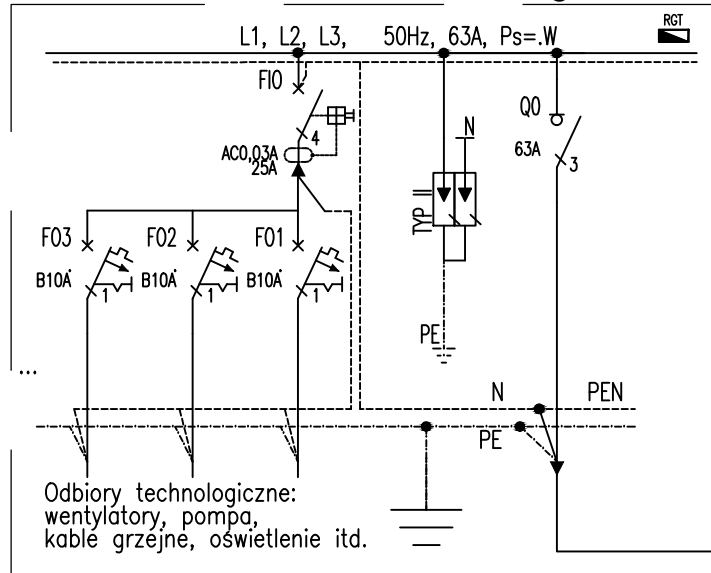 L1, L2, L3, 50Hz, 63A, Ps=.W
RGT
FI0
4
AC0,03A
25A
N
TYP II
PE
Q0
63A
3
F03
F02
F01
B10A
B10A
B10A
1
1
1
...
N
PEN
PE
Odbiory technologiczne:
wentylatory, pompa,
kable grzejne, oświetlenie itd.